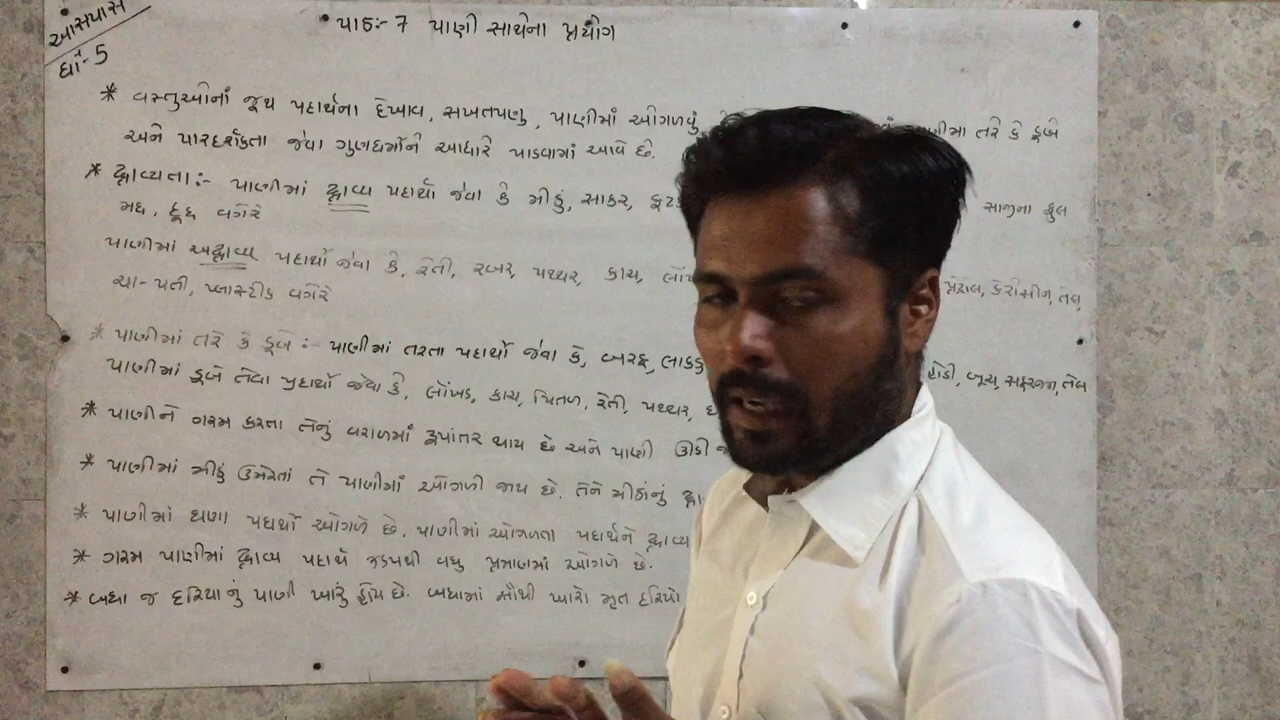 આસપાસ
ધો.- 5
પાઠ:- 7 પાણી સાથેના પ્રયોગ
* વસ્તુઓનાં જૂથ પદાર્થના દેખાવ, સખતપણુ, પાણીમાં ઓગળવું, પાણીમા તરે કે ડૂબે
અને પારદર્શકતા જેવા ગુણધર્મોને આધારે પાડવામાં આવે છે.
* દ્રાવ્યતા:- પાણીમાં દ્રાવ્ય પદાર્થો જેવા કે મીઠું, સાકર, સાજીના ફુલ
મધ, દૂધ વગેરે
પાણીમાં અદ્રાવ્ય પદાર્થો જેવા કે, રેતી, રબર, પથ્થર, કાચ, પેટ્રોલ, કેરોસીન, તેલ,
ચા-પત્તી, પ્લાસ્ટીક વગેરે
* પાણીમાં તરે કે ડૂબે :- પાણીમાં તરતા પદાર્થો જેવા કે, બરફ, હોડી, બૂચ, સફરજન, તેલ
પાણીમાં ડૂબે તેવા પદાર્થો જેવા કે, લોખંડ, કાચ, પિતળ, રેતી, પથ્થર,
* પાણીને ગરમ કરતા તેનું વરાળમાં રૂપાંતર થાય છે અને પાણી ઊડી
* પાણીમાં મીઠું ઉમેરતાં તે પાણીમાં ઓગળી જાય છે. તેને મીઠાંનું
* પાણીમાં ઘણા પદાર્થો ઓગળે છે. પાણીમાં ઓગળતા પદાર્થને દ્રાવ્ય
* ગરમ પાણીમાં દ્રાવ્ય પદાર્થ ઝડપથી વધુ પ્રમાણમાં ઓગળે છે.
* બધા જ દરિયાનું પાણી ખારું હોય છે. બધામાં સૌથી ખારો મૃત દરિયો